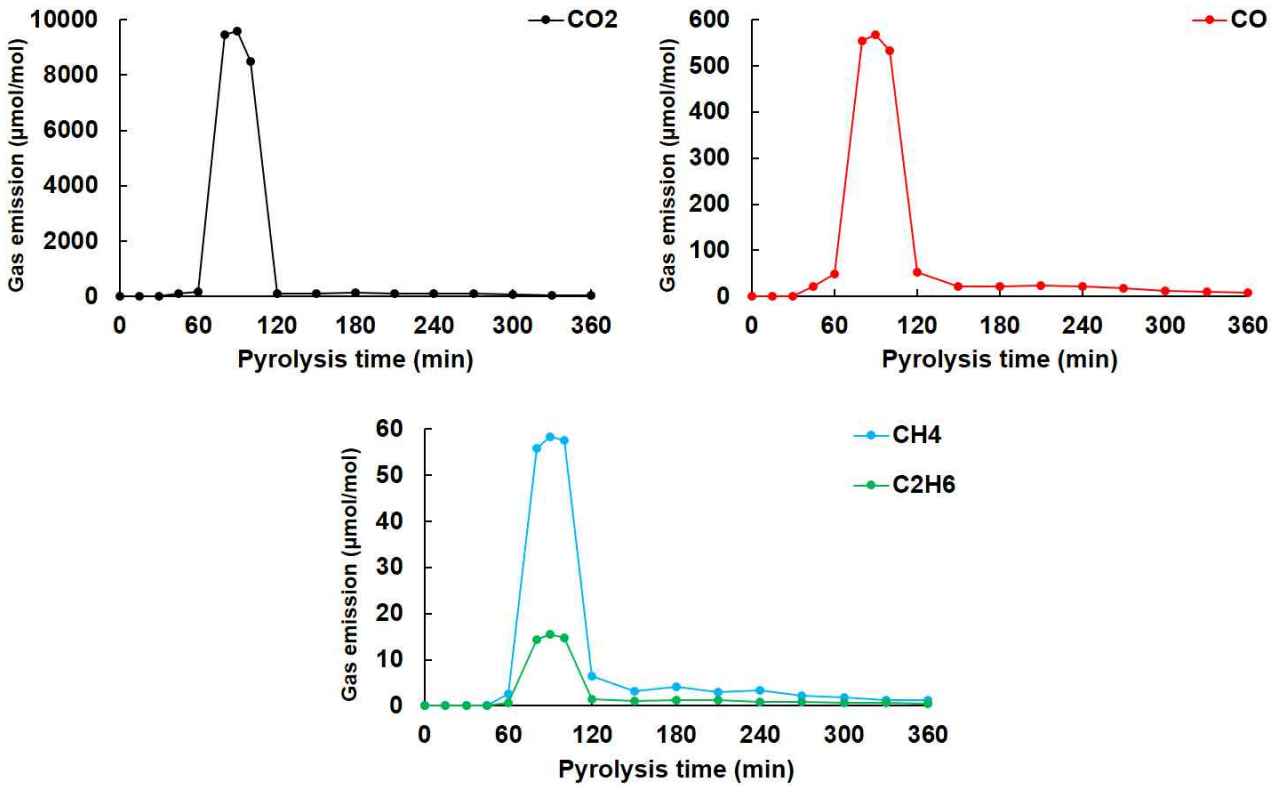 Gas emission (μmol/mol)
10000
8000
6000
4000
2000
0
0 60 120 180 240 300 360
Pyrolysis time (min)
CO2
Gas emission (μmol/mol)
600
500
400
300
200
100
0
0 60 120 180 240 300 360
Pyrolysis time (min)
CO
Gas emission (μmol/mol)
60
50
40
30
20
10
0
0 60 120 180 240 300 360
Pyrolysis time (min)
CH4
C2H6